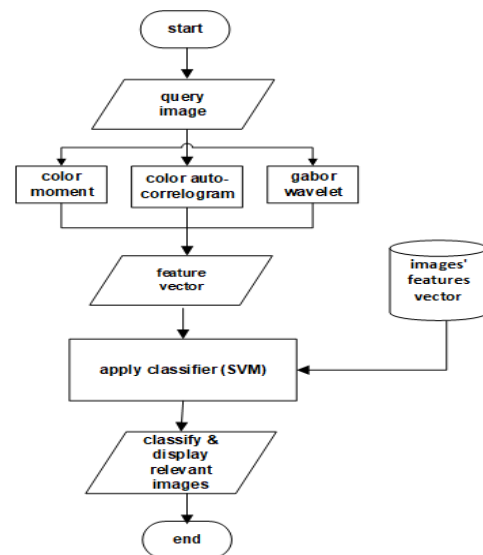 start
query
image
color
moment
color auto-
correlogram
gabor
wavelet
feature
vector
images'
features
vector
apply classifier (SVM)
classify &
display
relevant
images
end